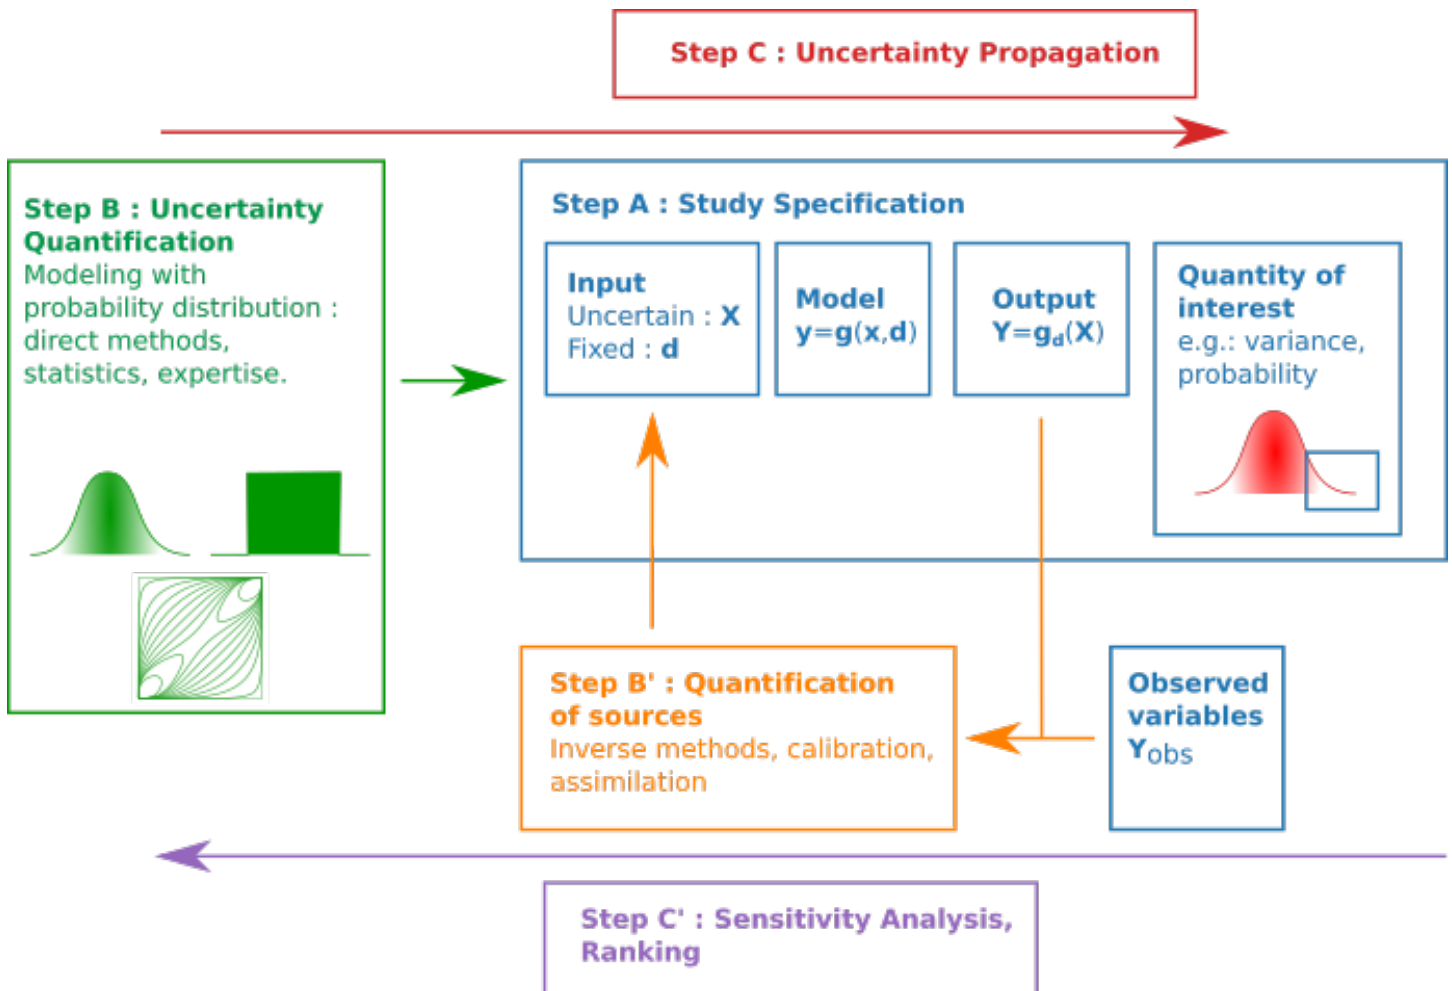 Step C : Uncertainty Propagation
Step B : Uncertainty
Quantification
Modeling with
probability distribution :
direct methods,
statistics, expertise.
Step A : Study Specification
Input
Uncertain : X
Fixed : d
Model
y=g(x,d)
Output
Y=gd(X)
Quantity of
interest
e.g.: variance,
probability
Step B' : Quantification
of sources
Inverse methods, calibration,
assimilation
Observed
variables
Yobs
Step C' : Sensitivity Analysis,
Ranking